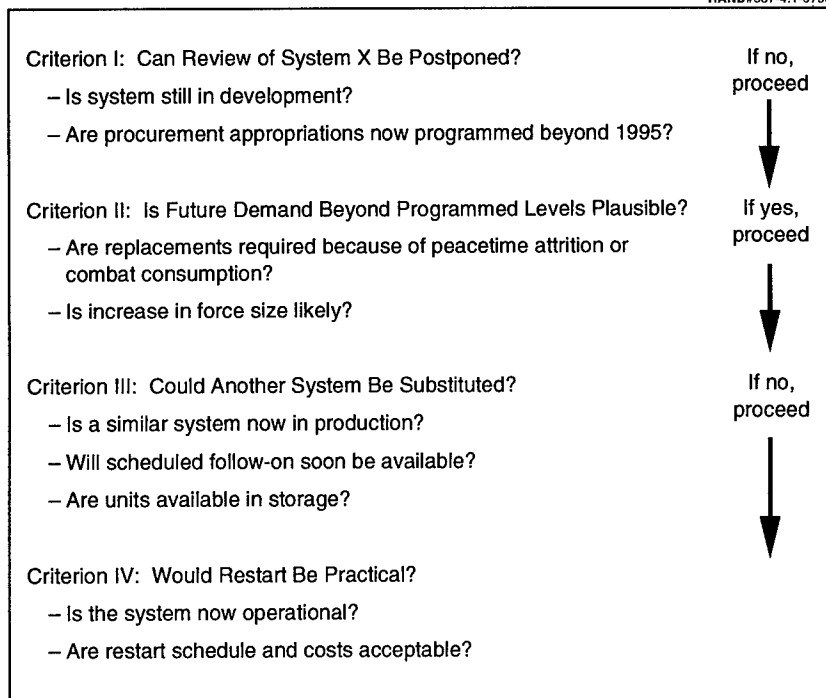 Criterion I: Can Review of System X Be Postponed?
If no,
proceed
– Is system still in development?
– Are procurement appropriations now programmed beyond 1995?
Criterion II: Is Future Demand Beyond Programmed Levels Plausible?
If yes,
proceed
– Are replacements required because of peacetime attrition or
combat consumption?
– Is increase in force size likely?
Criterion III: Could Another System Be Substituted?
If no,
proceed
– Is a similar system now in production?
– Will scheduled follow-on soon be available?
– Are units available in storage?
Criterion IV: Would Restart Be Practical?
– Is the system now operational?
– Are restart schedule and costs acceptable?